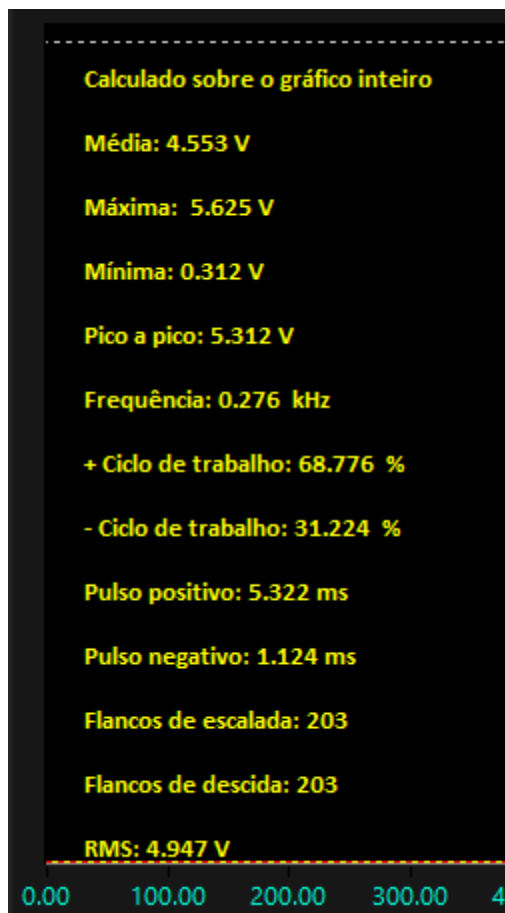 Calculado sobre o gráfico inteiro
Média: 4.553 V
Máxima:  5.625 V
Mínima: 0.312 V
Pico a pico: 5.312 V
Frequência: 0.276  kHz
+ Ciclo de trabalho: 68.776  %
- Ciclo de trabalho: 31.224  %
Pulso positivo: 5.322 ms
Pulso negativo: 1.124 ms
Flancos de escalada: 203
Flancos de descida: 203
RMS: 4.947 V
0.00 100.00 200.00 300.00